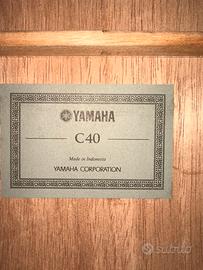 YAMAHA
C40
Made in Indonesia
YAMAHA CORPORATION
subito